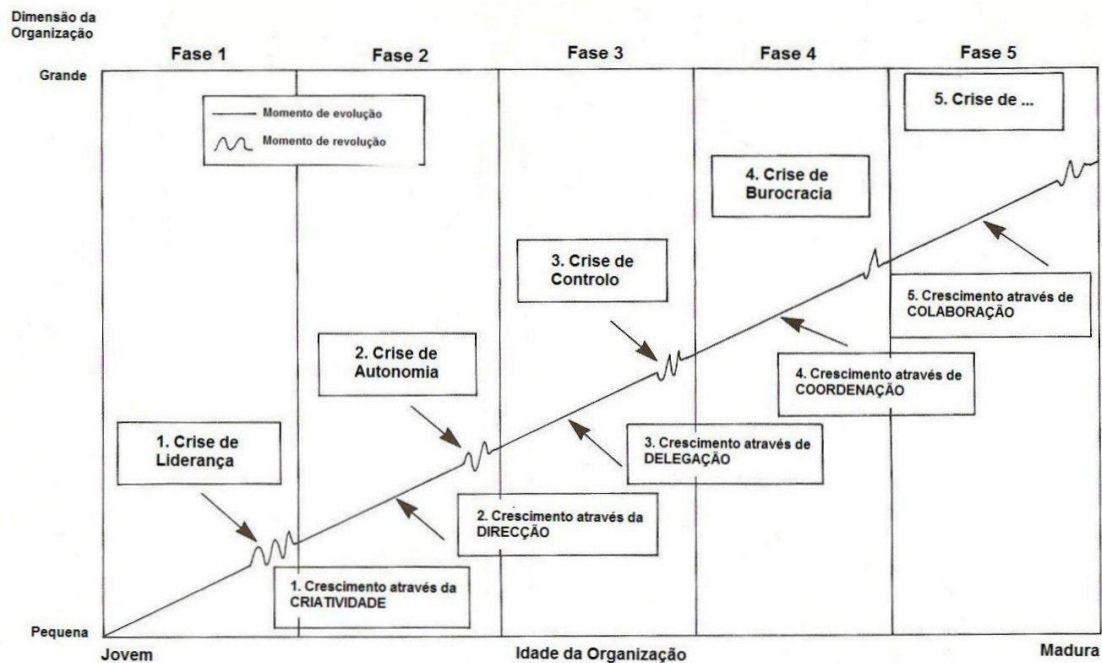 Dimensão da
Organização
Fase 1
Fase 2
Fase 3
Fase 4
Fase 5
Grande
Momento de evolução
Momento de revolução
5. Crise de ...
4. Crise de
Burocracia
3. Crise de
Controlo
5. Crescimento através de
COLABORAÇÃO
2. Crise de
Autonomia
4. Crescimento através de
COORDENAÇÃO
1. Crise de
Liderança
3. Crescimento através de
DELEGAÇÃO
2. Crescimento através da
DIRECÇÃO
1. Crescimento através da
CRIATIVIDADE
Pequena
Jovem
Idade da Organização
Madura